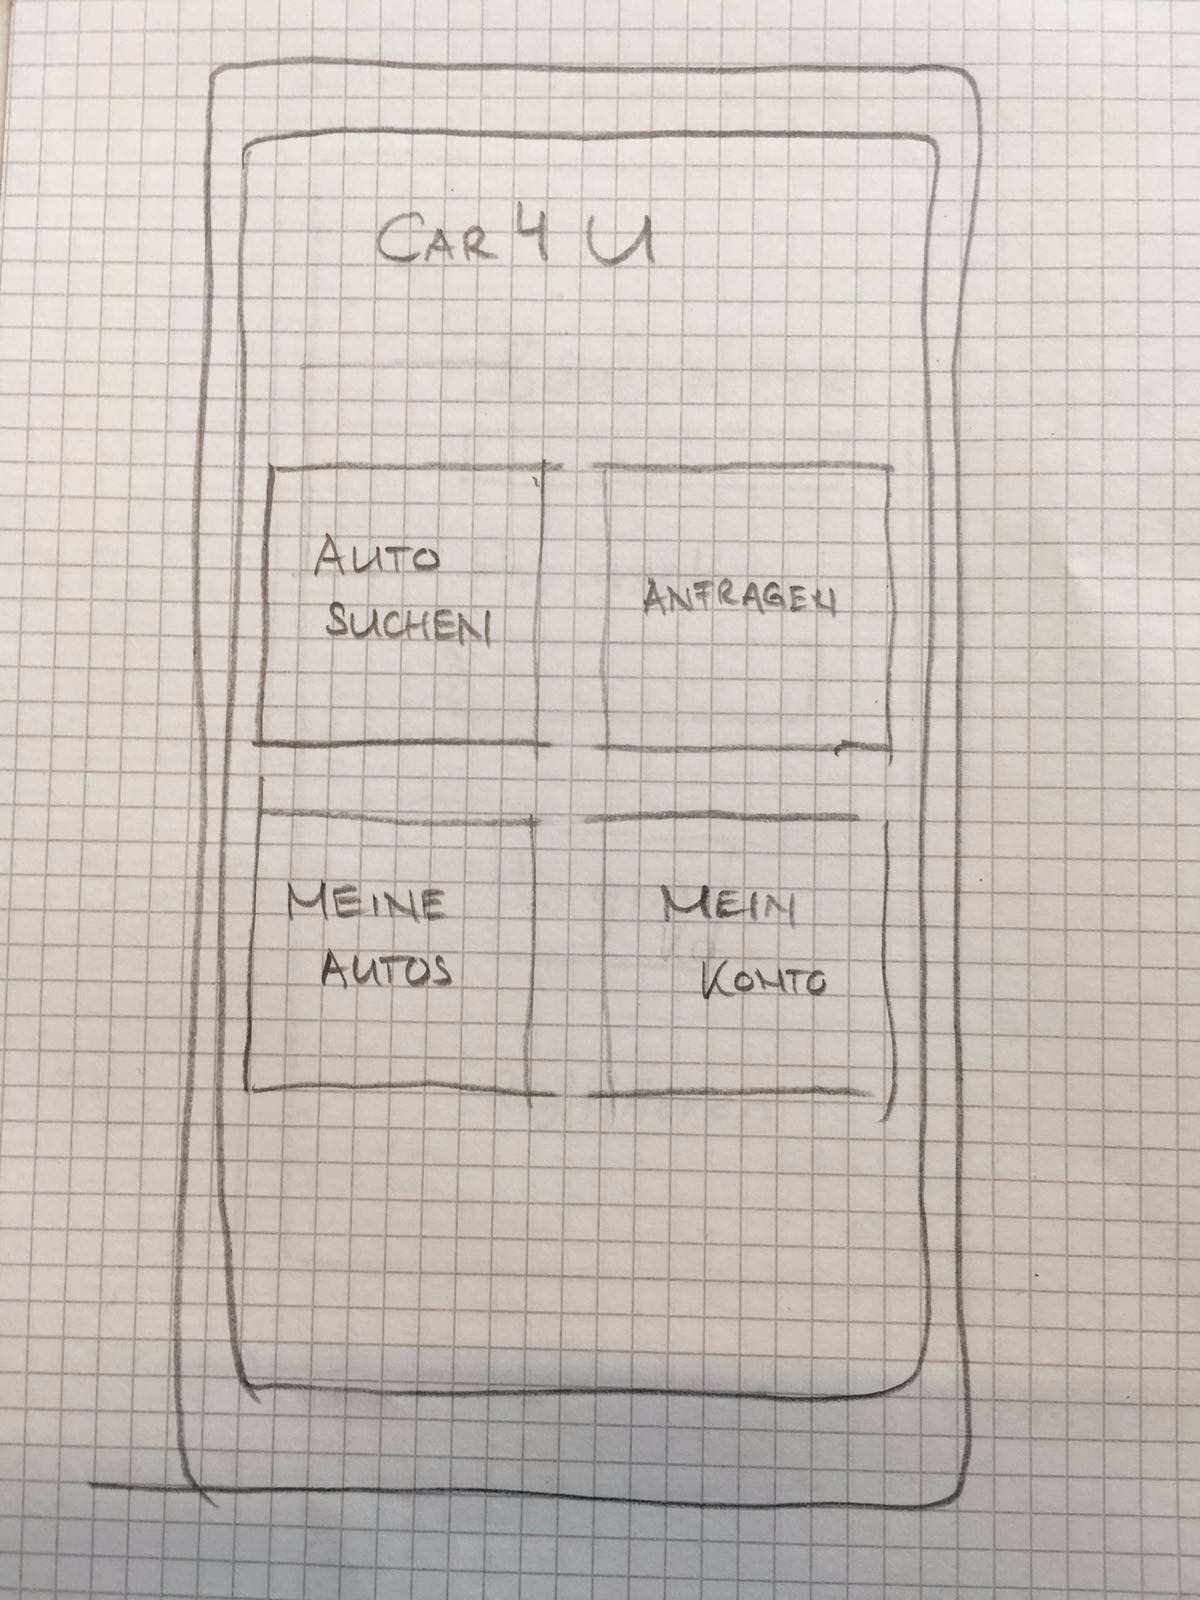 CAR 4 U
AUTO
SUCHEN
ANFRAGEN
MEINE
AUTOS
MEIN
KONTO